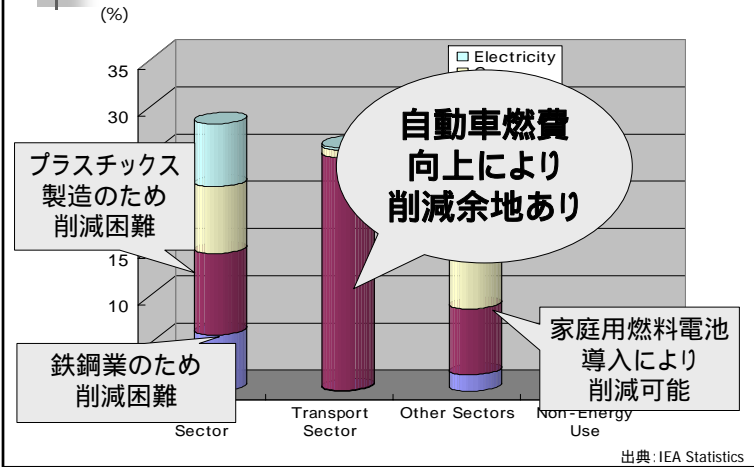 (%)
Electricity
35
30
15
10
自動車燃費
向上により
削減余地あり
プラスチックス
製造のため
削減困難
鉄鋼業のため
削減困難
家庭用燃料電池
導入により
削減可能
Sector
Transport
Sector
Other Sectors
Non-Energy
Use
出典:IEA Statistics